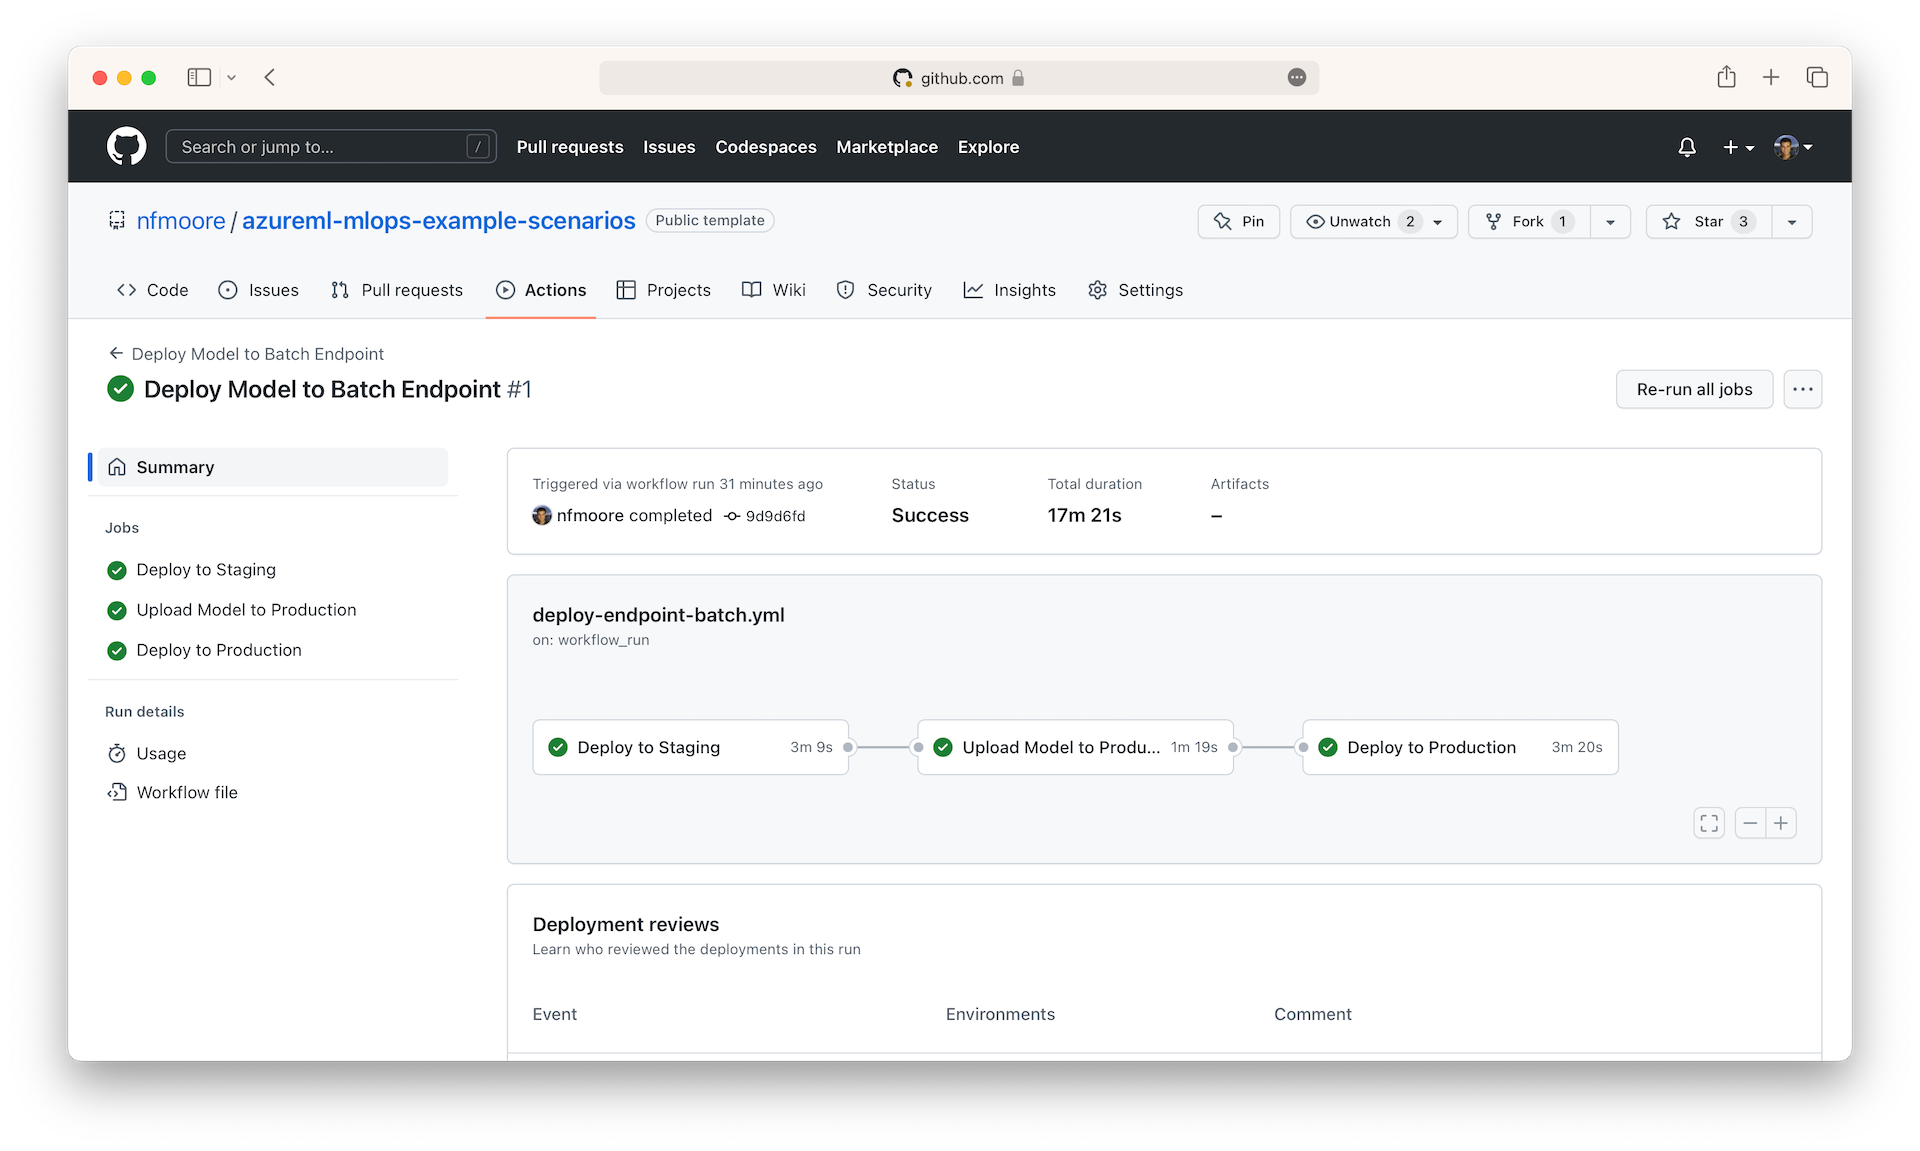 github.com
Search or jump to... /
Pull requests Issues Codespaces Marketplace Explore
nfmoore / azureml-mlops-example-scenarios Public template
Pin Unwatch 2 Fork 1 Star 3
Code Issues Pull requests Actions Projects Wiki Security Insights Settings
Deploy Model to Batch Endpoint
Deploy Model to Batch Endpoint #1
Re-run all jobs
Summary
Jobs
Deploy to Staging
Upload Model to Production
Deploy to Production
Run details
Usage
Workflow file
Triggered via workflow run 31 minutes ago Status Total duration Artifacts
nfmoore completed 9d9d6fd Success 17m 21s –
deploy-endpoint-batch.yml
on: workflow_run
Deploy to Staging 3m 9s Upload Model to Produ... 1m 19s Deploy to Production 3m 20s
Deployment reviews
Learn who reviewed the deployments in this run
Event Environments Comment